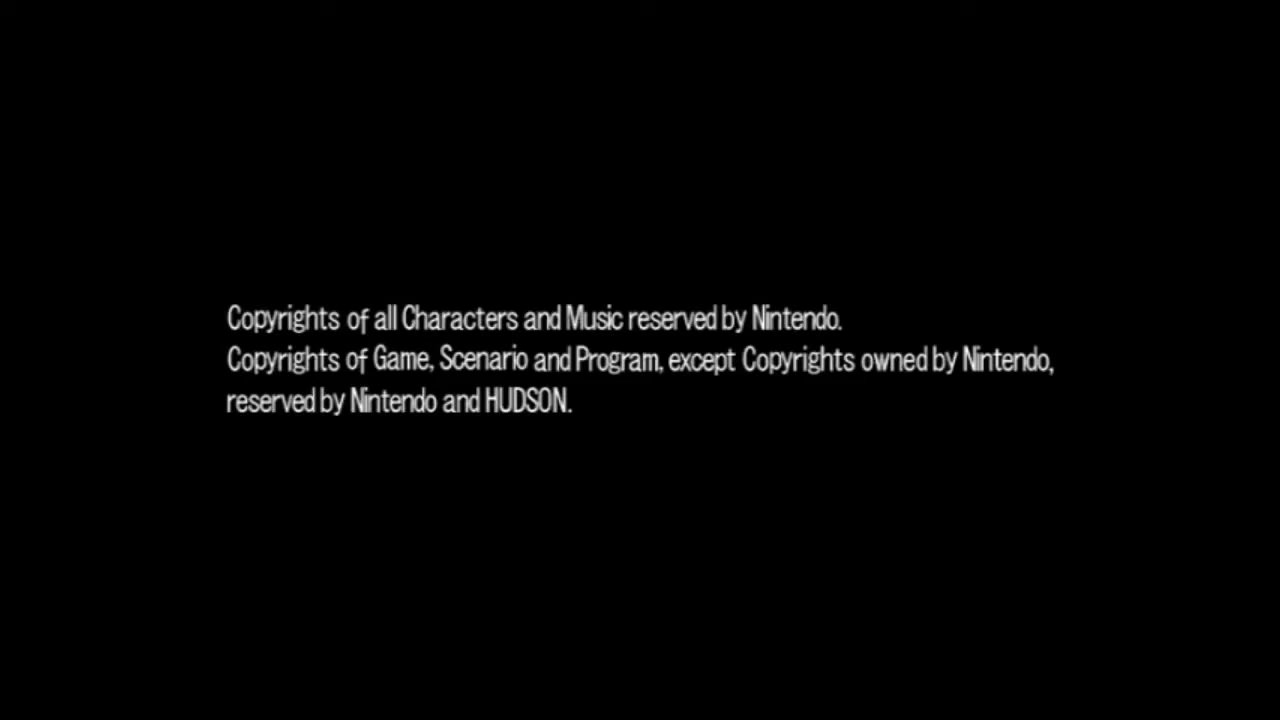 Copyrights of all Characters and Music reserved by Nintendo.
Copyrights of Game, Scenario and Program, except Copyrights owned by Nintendo,
reserved by Nintendo and HUDSON.